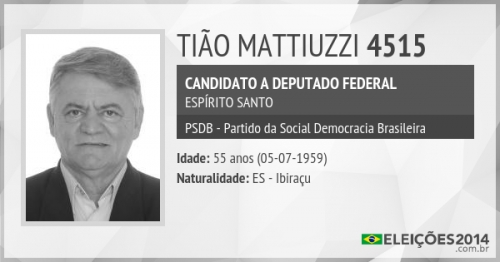 TIÃO MATTIUZZI 4515
CANDIDATO A DEPUTADO FEDERAL
ESPÍRITO SANTO
PSDB - Partido da Social Democracia Brasileira
Idade: 55 anos (05-07-1959)
Naturalidade: ES - Ibiraçu
ELEIÇÕES2014
.com.br